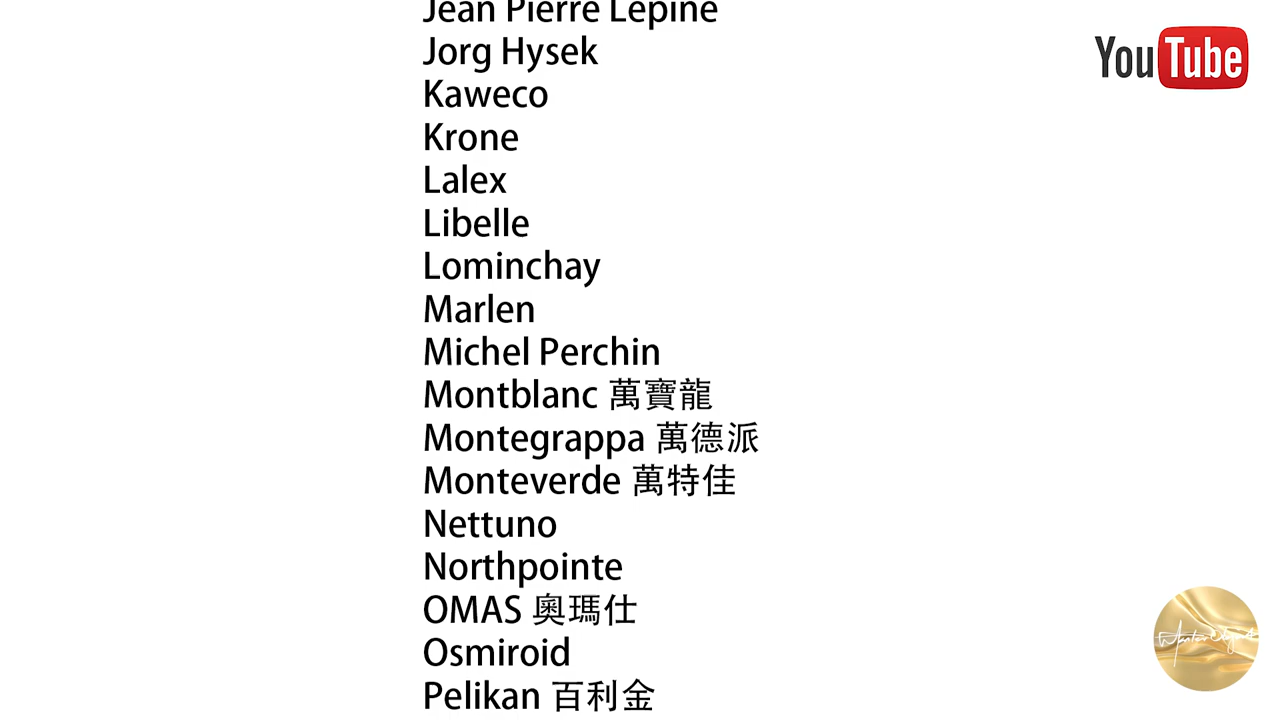 Jean Pierre Lepine
Jorg Hysek
Kaweco
Krone
Lalex
Libelle
Lominchay
Marlen
Michel Perchin
Montblanc 萬寶龍
Montegrappa 萬德派
Monteverde 萬特佳
Nettuno
Northpointe
OMAS 奧瑪仕
Osmiroid
Pelikan 百利金
YouTube